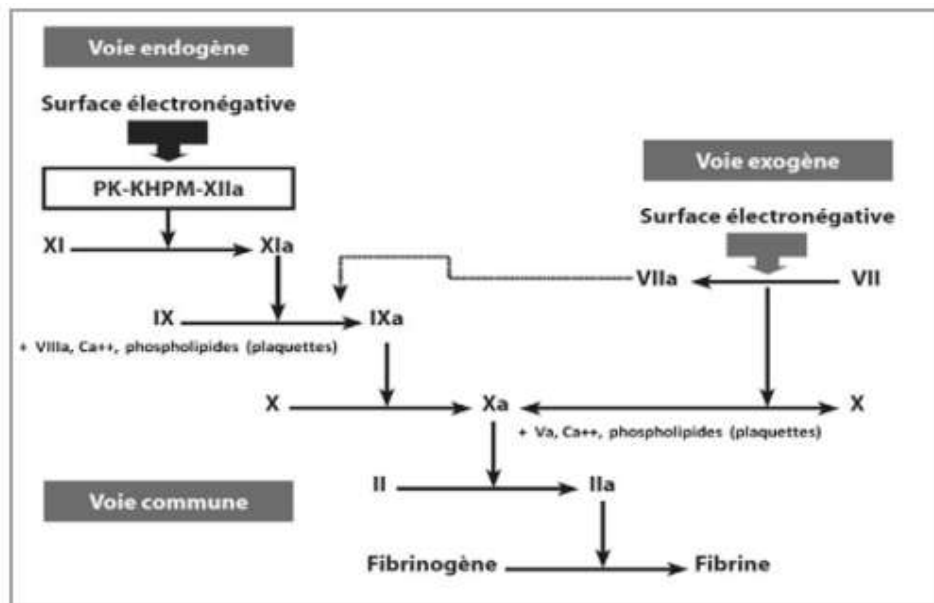 Voie endogène
Surface électronégative
PK-KHPM-XIIa
Voie exogène
Surface électronégative
XI XIa
VIIa VII
IX IXa
+ VIIIa, Ca++, phospholipides (plaquettes)
X Xa X
+ Va, Ca++, phospholipides (plaquettes)
II IIa
Voie commune
Fibrinogène Fibrine